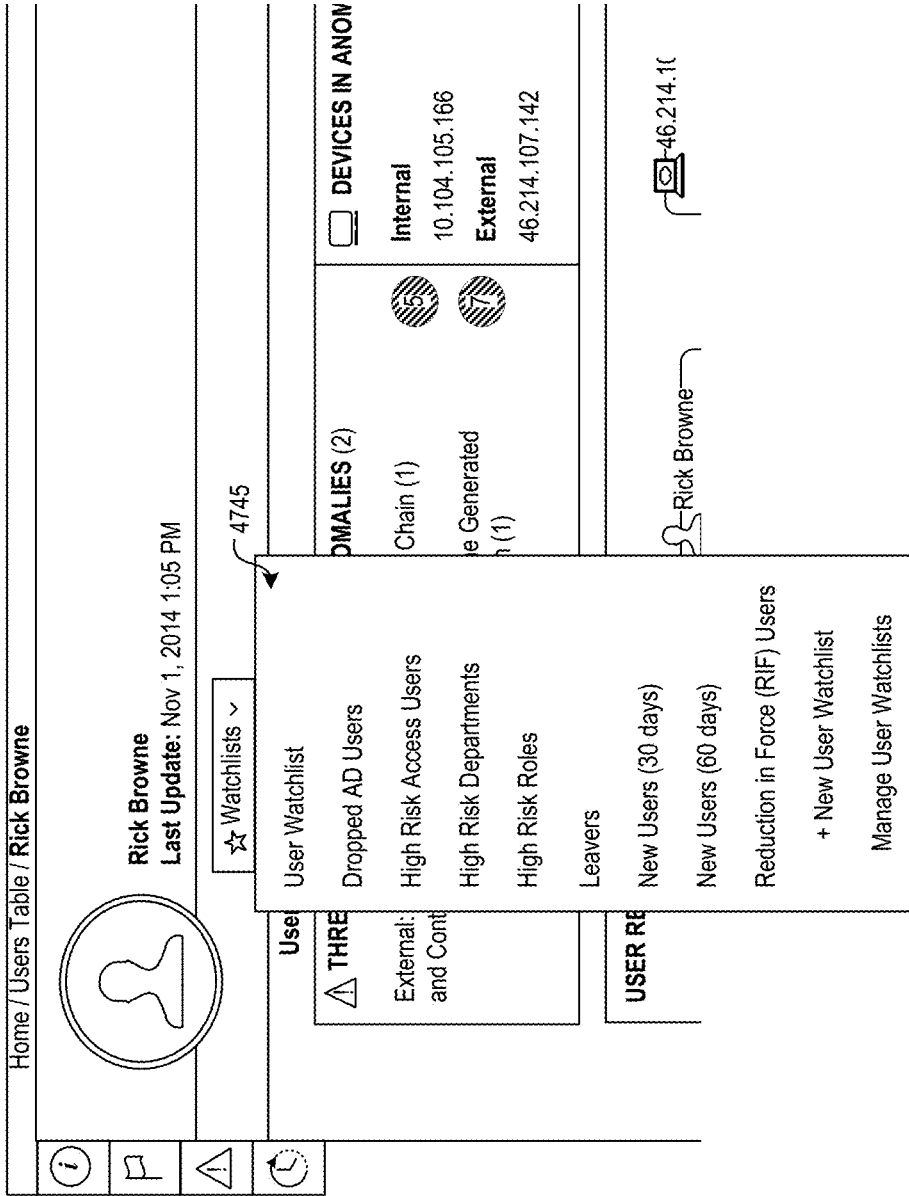 Home / Users Table / Rick Browne
i
Rick Browne
Last Update: Nov 1, 2014 1:05 PM
☆ Watchlists
4745
User Watchlist
Dropped AD Users
High Risk Access Users
High Risk Departments
High Risk Roles
Leavers
New Users (30 days)
New Users (60 days)
Reduction in Force (RIF) Users
+ New User Watchlist
Manage User Watchlists
Use
THRE
External:
and Cont
OMALIES (2)
Chain (1)
5
e Generated
(1)
7
DEVICES IN ANOM
Internal
10.104.105.166
External
46.214.107.142
USER RE
Rick Browne
46.214.1